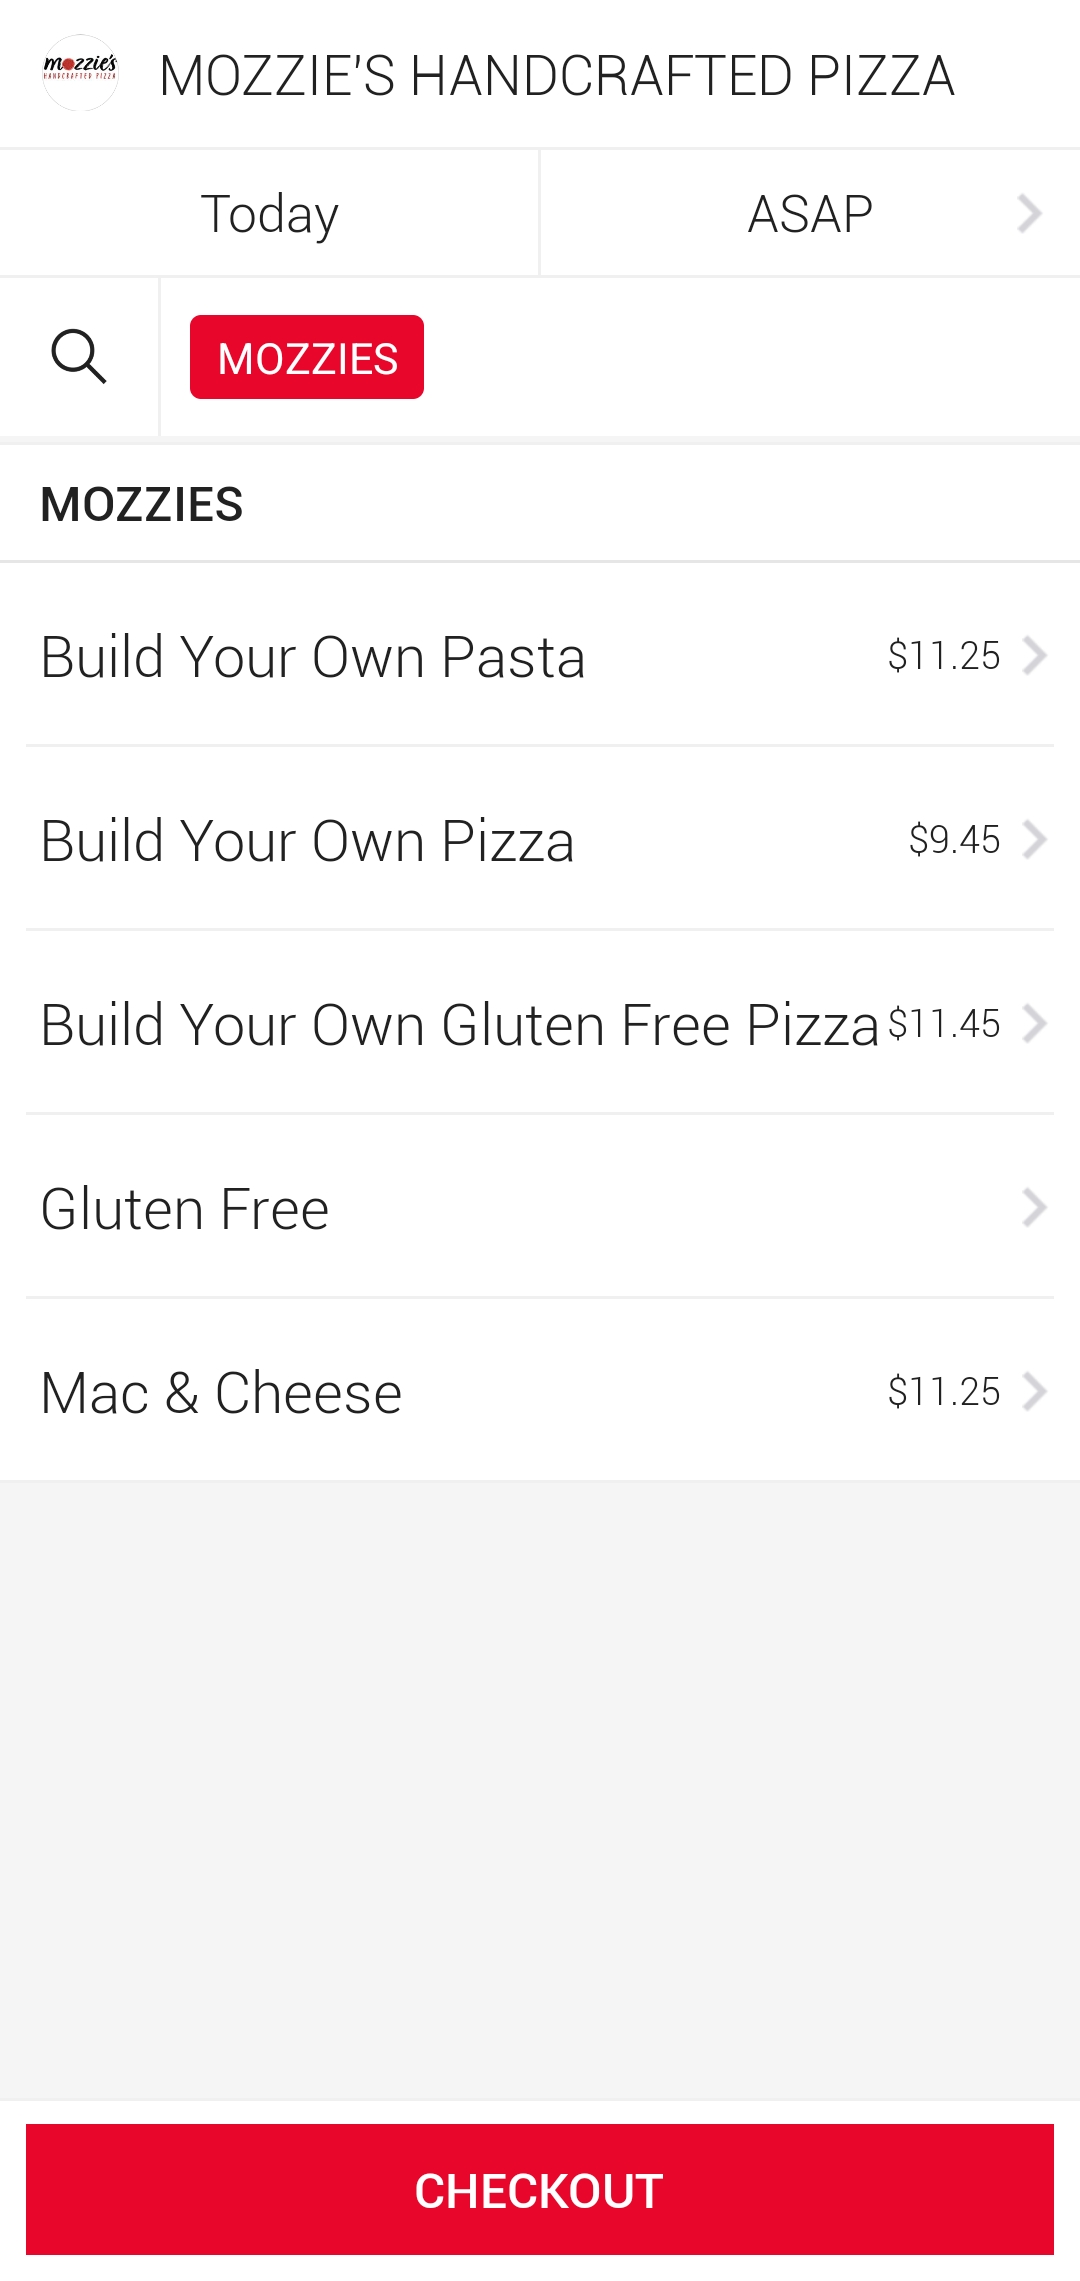 mozzie's
HANDCRAFTED PIZZA
MOZZIE'S HANDCRAFTED PIZZA
Today
ASAP
MOZZIES
MOZZIES
Build Your Own Pasta $11.25
Build Your Own Pizza $9.45
Build Your Own Gluten Free Pizza $11.45
Gluten Free
Mac & Cheese $11.25
CHECKOUT